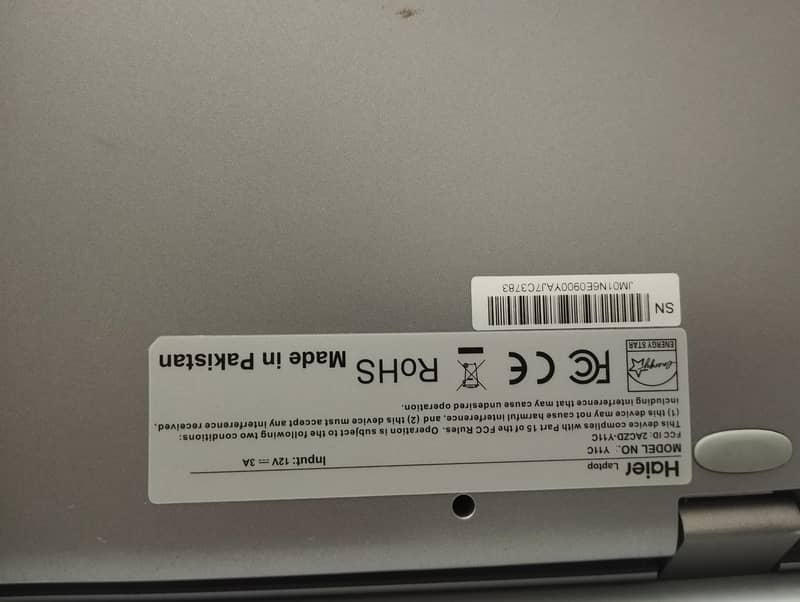 Haier Laptop
MODEL NO.: Y11C Input: 12V ⎓ 3A
FCC ID: 2ACZD-Y11C
This device complies with Part 15 of the FCC Rules. Operation is subject to the following two conditions:
(1) this device may not cause harmful interference, and (2) this device must accept any interference received,
including interference that may cause undesired operation.
energy
ENERGY STAR
FC CE RoHS Made in Pakistan
SN
JM01N6E0900YAJ7C3783